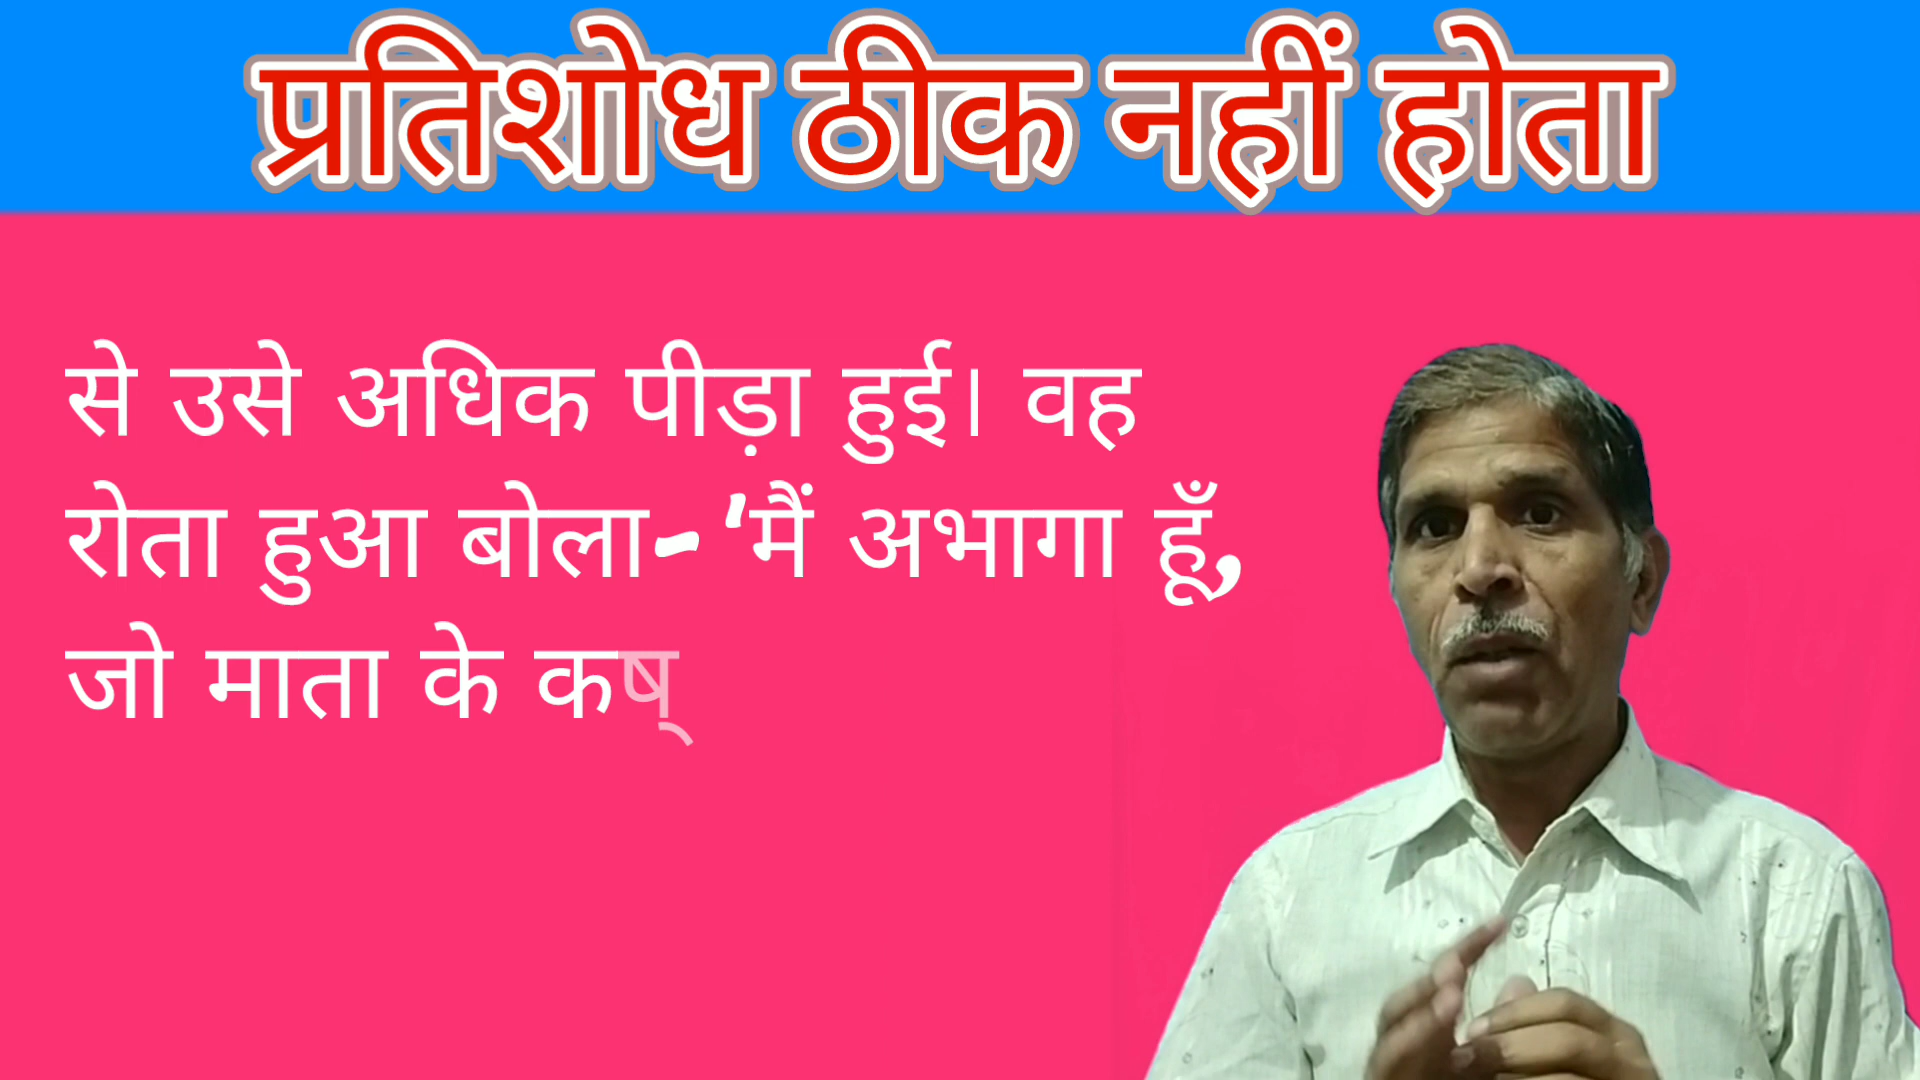 प्रतिशोध ठीक नहीं होता
से उसे अधिक पीड़ा हुई। वह
रोता हुआ बोला- 'मैं अभागा हूँ,
जो माता के कष्